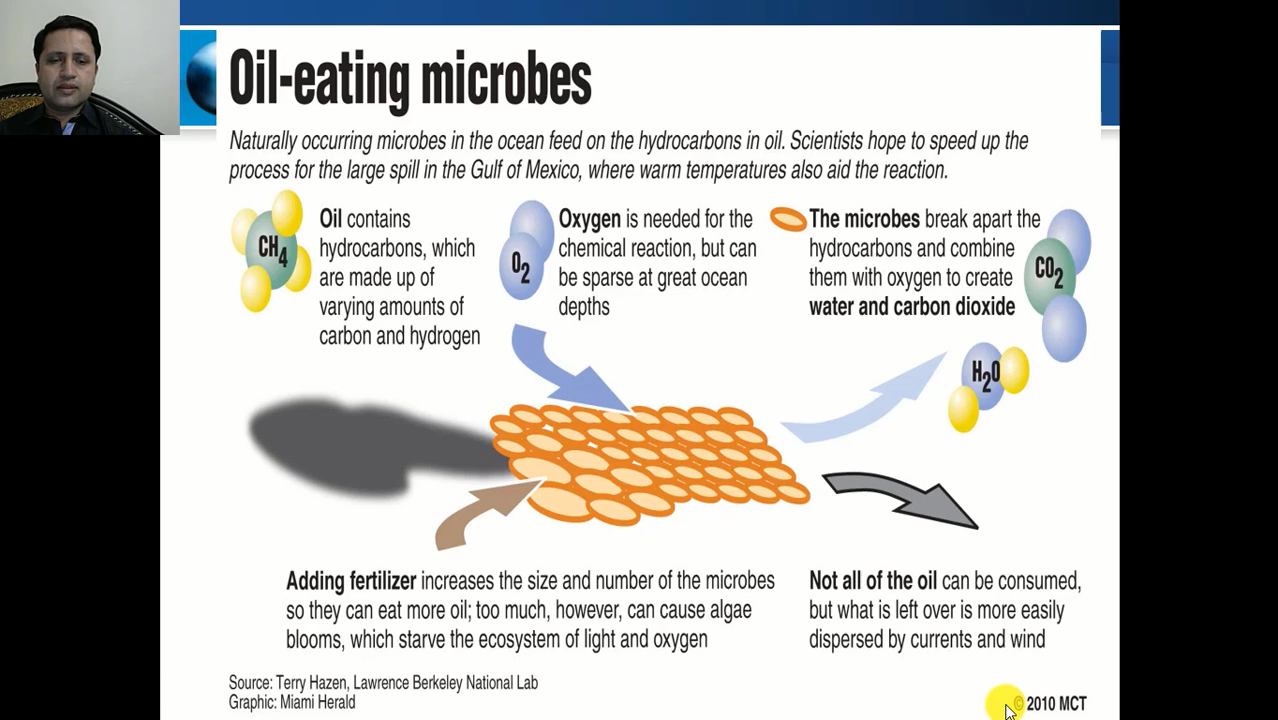 Oil-eating microbes
Naturally occurring microbes in the ocean feed on the hydrocarbons in oil. Scientists hope to speed up the
process for the large spill in the Gulf of Mexico, where warm temperatures also aid the reaction.
CH4
Oil contains
hydrocarbons, which
are made up of
varying amounts of
carbon and hydrogen
O2
Oxygen is needed for the
chemical reaction, but can
be sparse at great ocean
depths
The microbes break apart the
hydrocarbons and combine
them with oxygen to create
water and carbon dioxide
CO2
H2O
Adding fertilizer increases the size and number of the microbes
so they can eat more oil; too much, however, can cause algae
blooms, which starve the ecosystem of light and oxygen
Not all of the oil can be consumed,
but what is left over is more easily
dispersed by currents and wind
Source: Terry Hazen, Lawrence Berkeley National Lab
Graphic: Miami Herald
© 2010 MCT